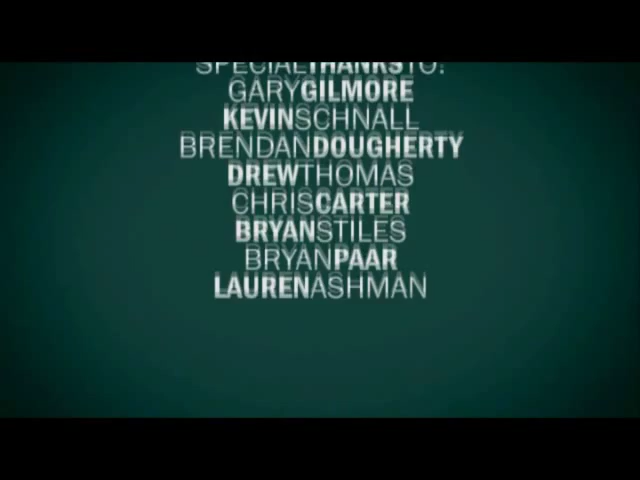 SPECIALTHANKSTO:
GARYGILMORE
KEVINSCHNALL
BRENDANDOUGHERTY
DREWTHOMAS
CHRISCARTER
BRYANSTILES
BRYANPAAR
LAURENASHMAN